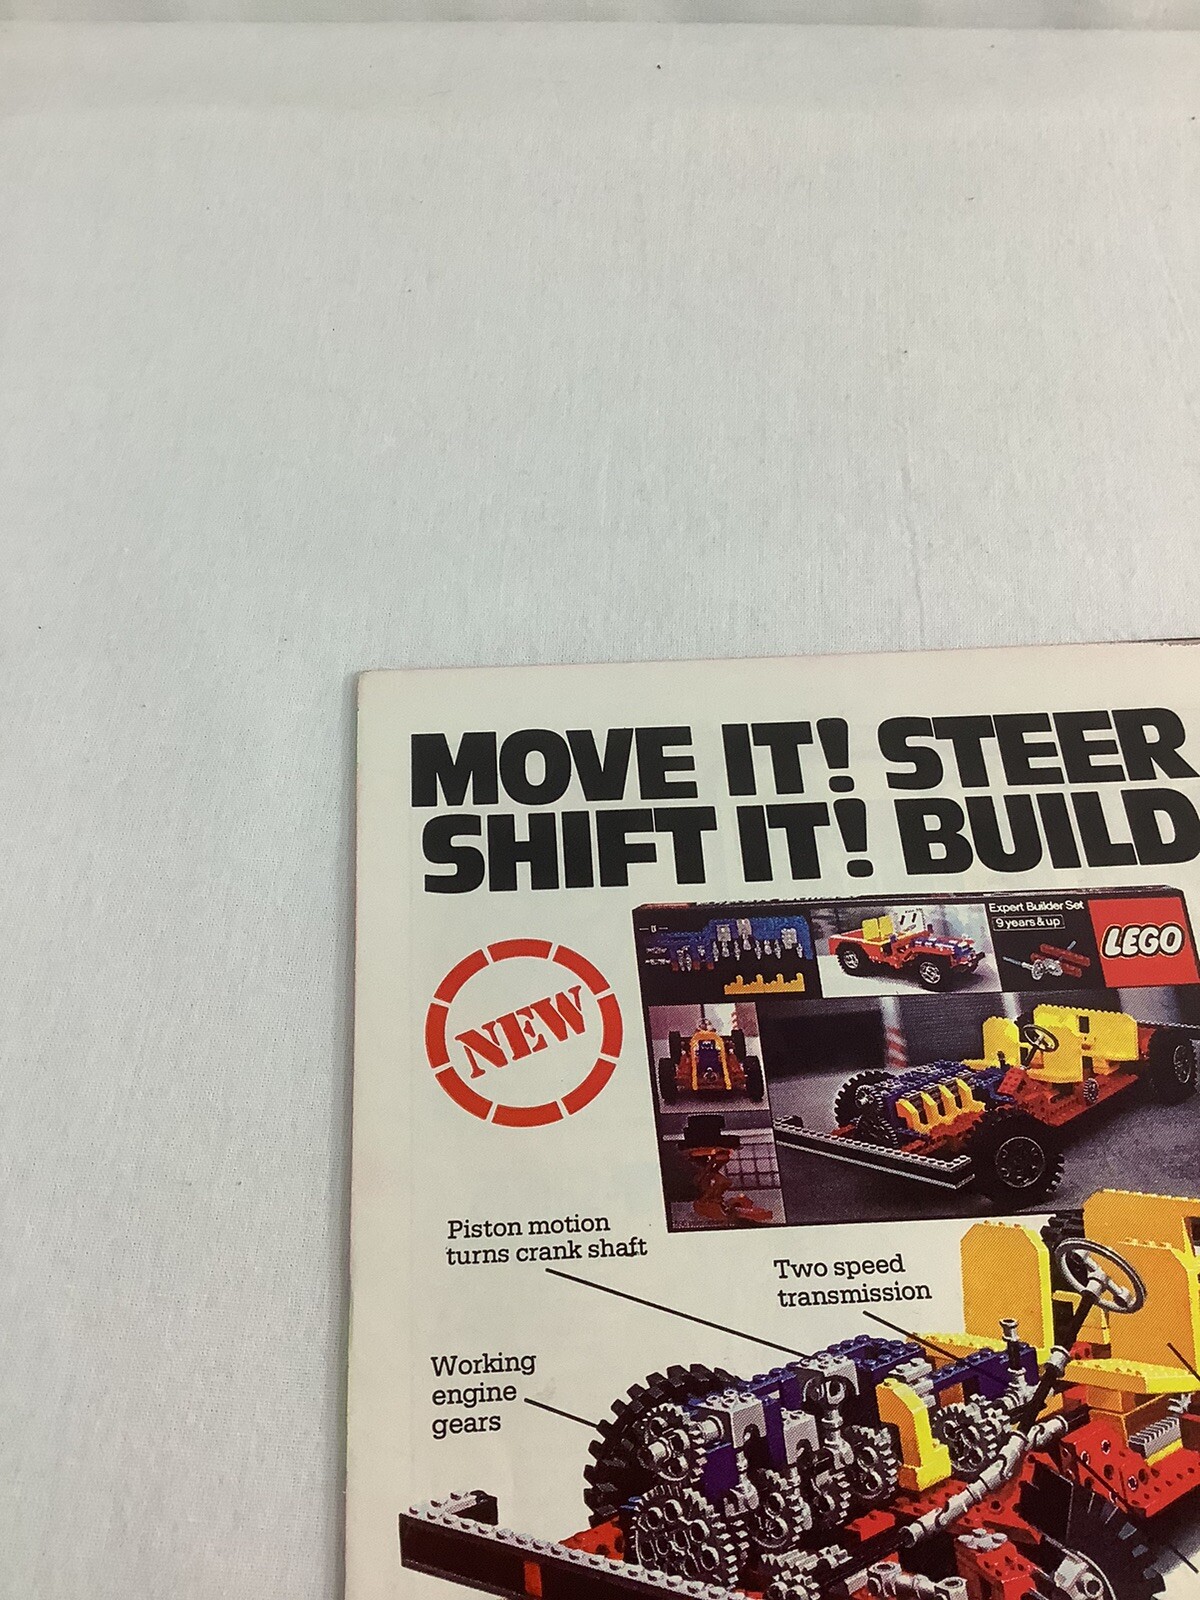 MOVE IT! STEER
SHIFT IT! BUILD
Expert Builder Set
9 years & up
LEGO
NEW
Piston motion
turns crank shaft
Two speed
transmission
Working
engine
gears